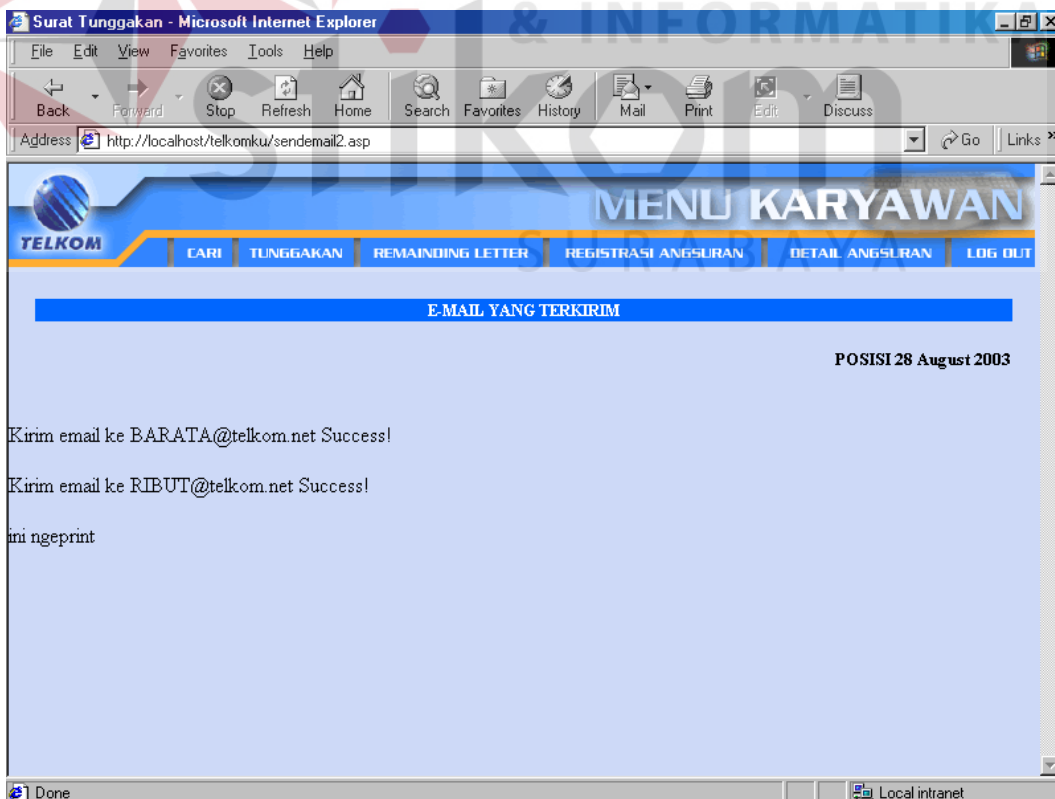 & INFORMATIKA
stikom
SURABAYA
Surat Tunggakan - Microsoft Internet Explorer
File Edit View Favorites Tools Help
Back Forward Stop Refresh Home Search Favorites History Mail Print Edit Discuss
Address http://localhost/telkomku/sendemail2.asp Go Links »
TELKOM
MENU KARYAWAN
CARI TUNGGAKAN REMAINDING LETTER REGISTRASI ANGSURAN DETAIL ANGSURAN LOG OUT
E-MAIL YANG TERKIRIM
POSISI 28 August 2003
Kirim email ke BARATA@telkom.net Success!
Kirim email ke RIBUT@telkom.net Success!
ini ngeprint
Done Local intranet